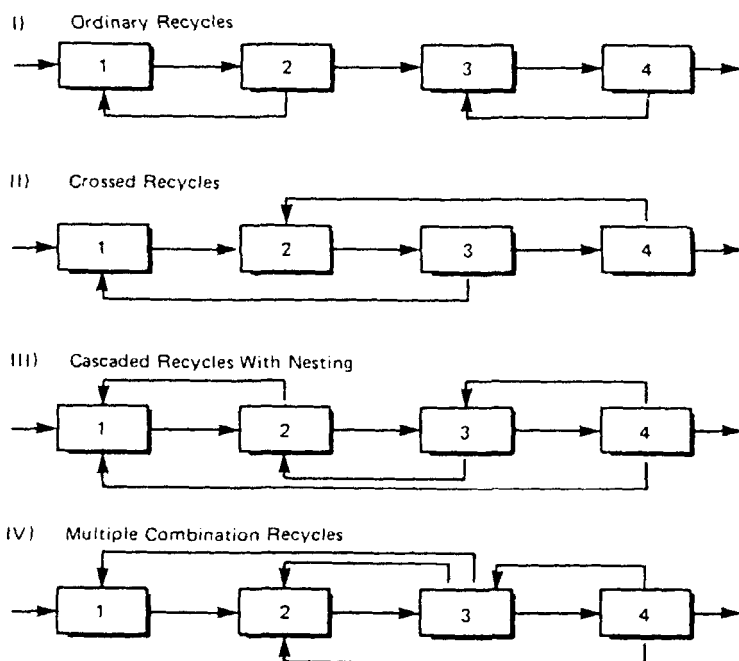 I) Ordinary Recycles
1 2 3 4
II) Crossed Recycles
1 2 3 4
III) Cascaded Recycles With Nesting
1 2 3 4
IV) Multiple Combination Recycles
1 2 3 4